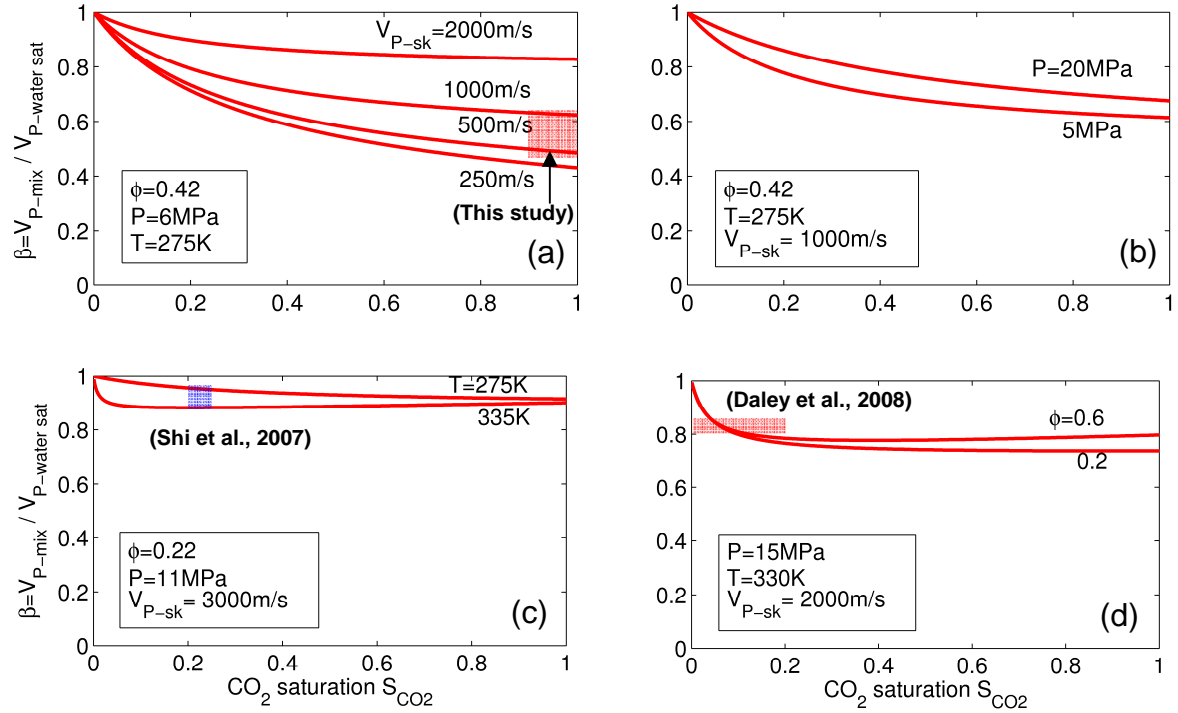 β=V_P−mix / V_P−water sat
1
0.8
0.6
0.4
0.2
0
0 0.2 0.4 0.6 0.8 1
V_P−sk=2000m/s
1000m/s
500m/s
250m/s
(This study)
ϕ=0.42
P=6MPa
T=275K
(a)
1
0.8
0.6
0.4
0.2
0
0 0.2 0.4 0.6 0.8 1
P=20MPa
5MPa
ϕ=0.42
T=275K
V_P−sk= 1000m/s
(b)
β=V_P−mix / V_P−water sat
1
0.8
0.6
0.4
0.2
0
0 0.2 0.4 0.6 0.8 1
T=275K
335K
(Shi et al., 2007)
ϕ=0.22
P=11MPa
V_P−sk= 3000m/s
(c)
CO₂ saturation S_CO2
1
0.8
0.6
0.4
0.2
0
0 0.2 0.4 0.6 0.8 1
(Daley et al., 2008)
ϕ=0.6
0.2
P=15MPa
T=330K
V_P−sk= 2000m/s
(d)
CO₂ saturation S_CO2